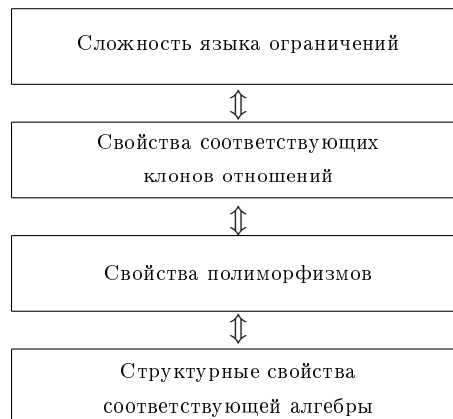 Сложность языка ограничений
Свойства соответствующих
клонов отношений
Свойства полиморфизмов
Структурные свойства
соответствующей алгебры